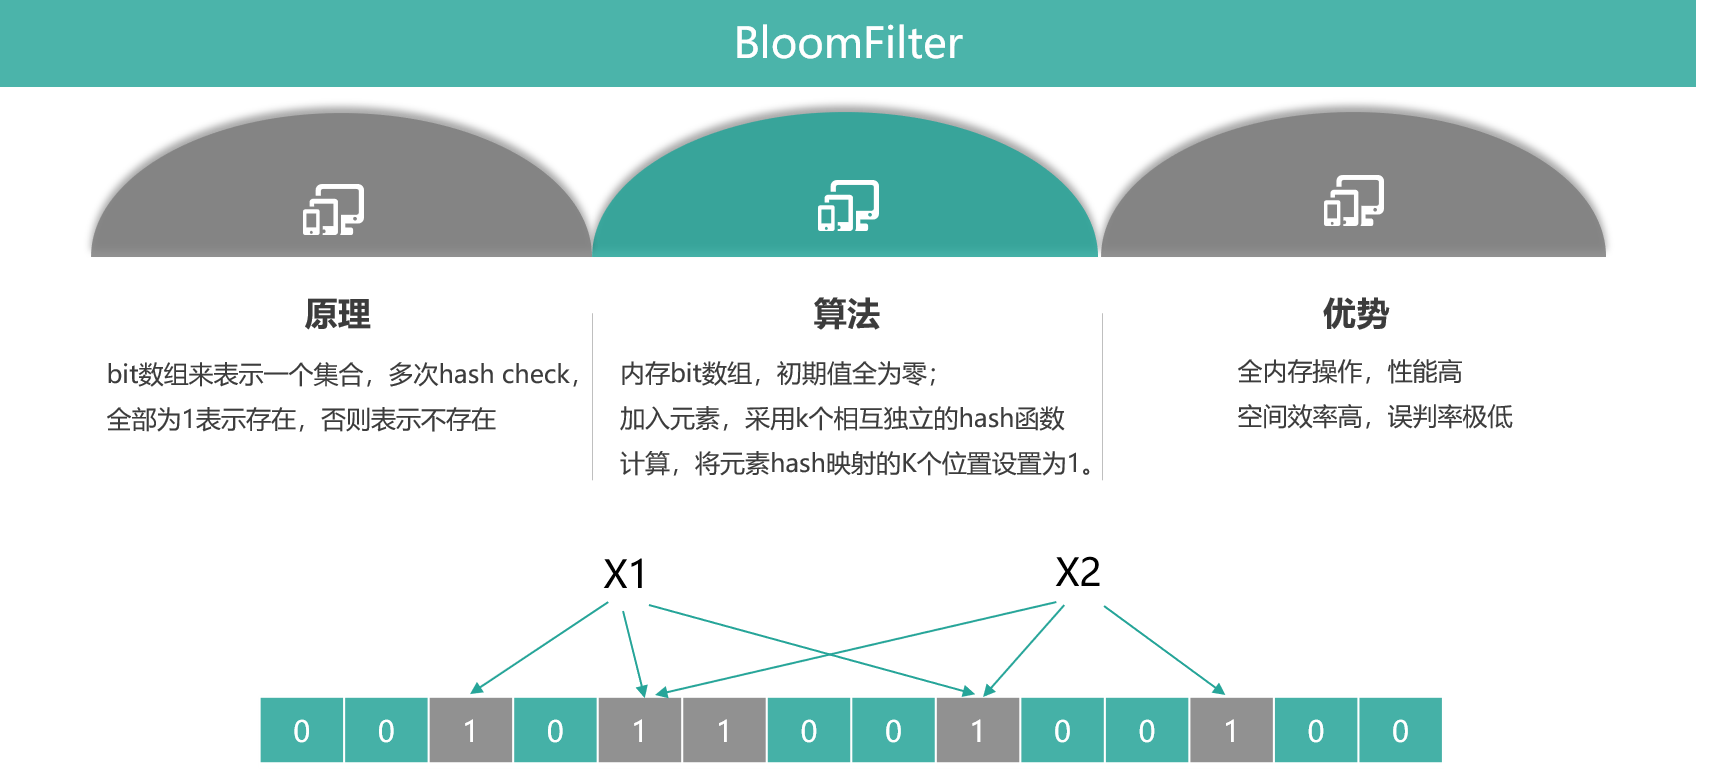 BloomFilter
原理
bit数组来表示一个集合，多次hash check，
全部为1表示存在，否则表示不存在
算法
内存bit数组，初期值全为零；
加入元素，采用k个相互独立的hash函数
计算，将元素hash映射的K个位置设置为1。
优势
全内存操作，性能高
空间效率高，误判率极低
X1 X2
0 0 1 0 1 1 0 0 1 0 0 1 0 0